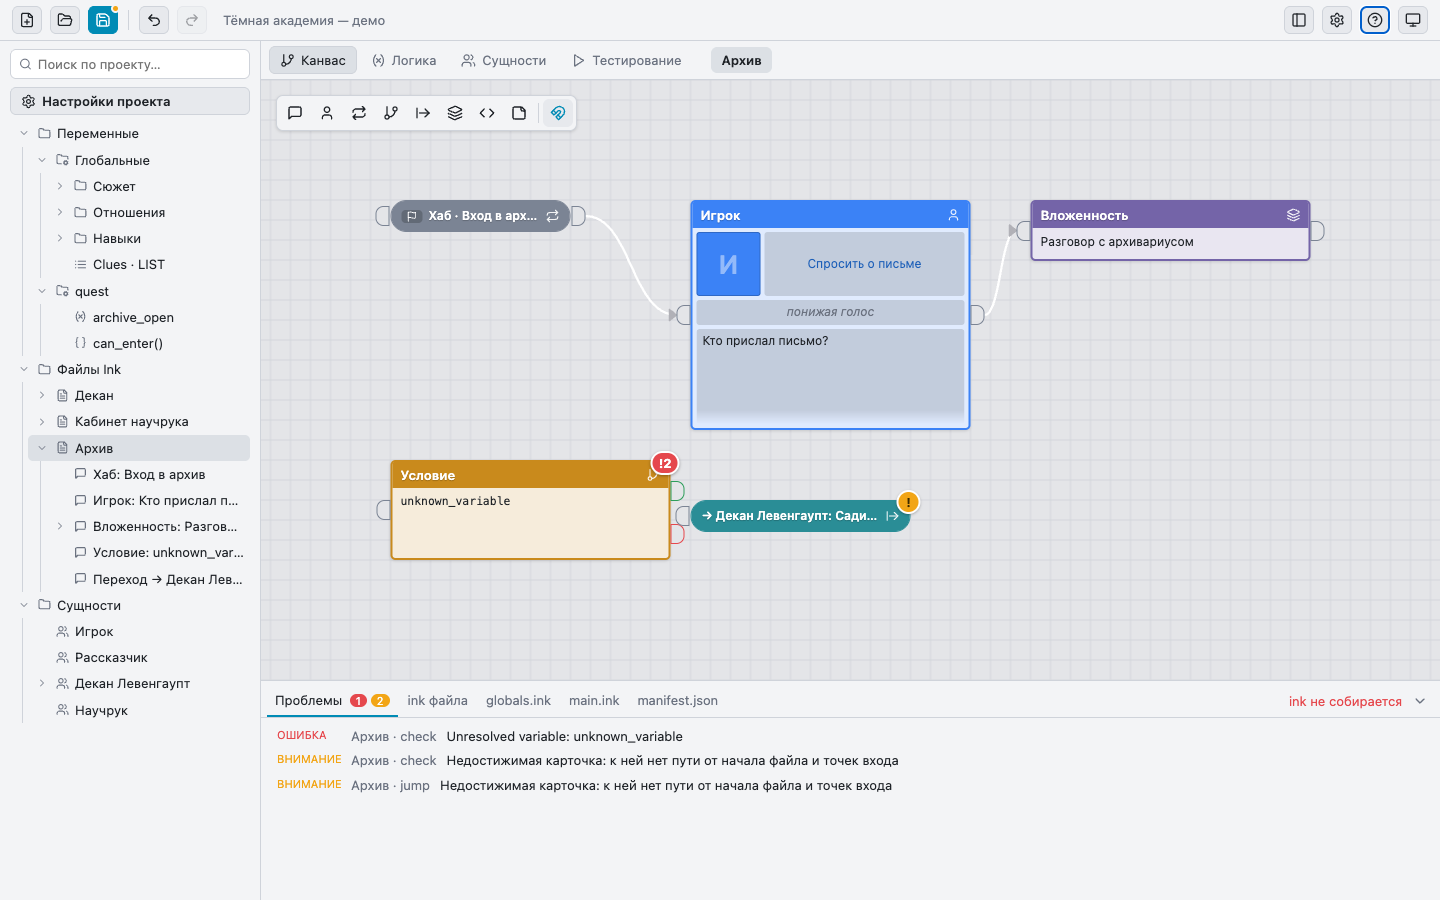 Тёмная академия — демо
Поиск по проекту...
Настройки проекта
Переменные
Глобальные
Сюжет
Отношения
Навыки
Clues · LIST
quest
archive_open
can_enter()
Файлы Ink
Декан
Кабинет научрука
Архив
Хаб: Вход в архив
Игрок: Кто прислал п...
Вложенность: Разгов...
Условие: unknown_var...
Переход → Декан Лев...
Сущности
Игрок
Рассказчик
Декан Левенгаупт
Научрук
Канвас
Логика
Сущности
Тестирование
Архив
Хаб · Вход в арх...
Игрок
И
Спросить о письме
понижая голос
Кто прислал письмо?
Вложенность
Разговор с архивариусом
Условие
!2
unknown_variable
→ Декан Левенгаупт: Сади...
!
Проблемы 1 2
ink файла
globals.ink
main.ink
manifest.json
ink не собирается
ОШИБКА Архив · check Unresolved variable: unknown_variable
ВНИМАНИЕ Архив · check Недостижимая карточка: к ней нет пути от начала файла и точек входа
ВНИМАНИЕ Архив · jump Недостижимая карточка: к ней нет пути от начала файла и точек входа